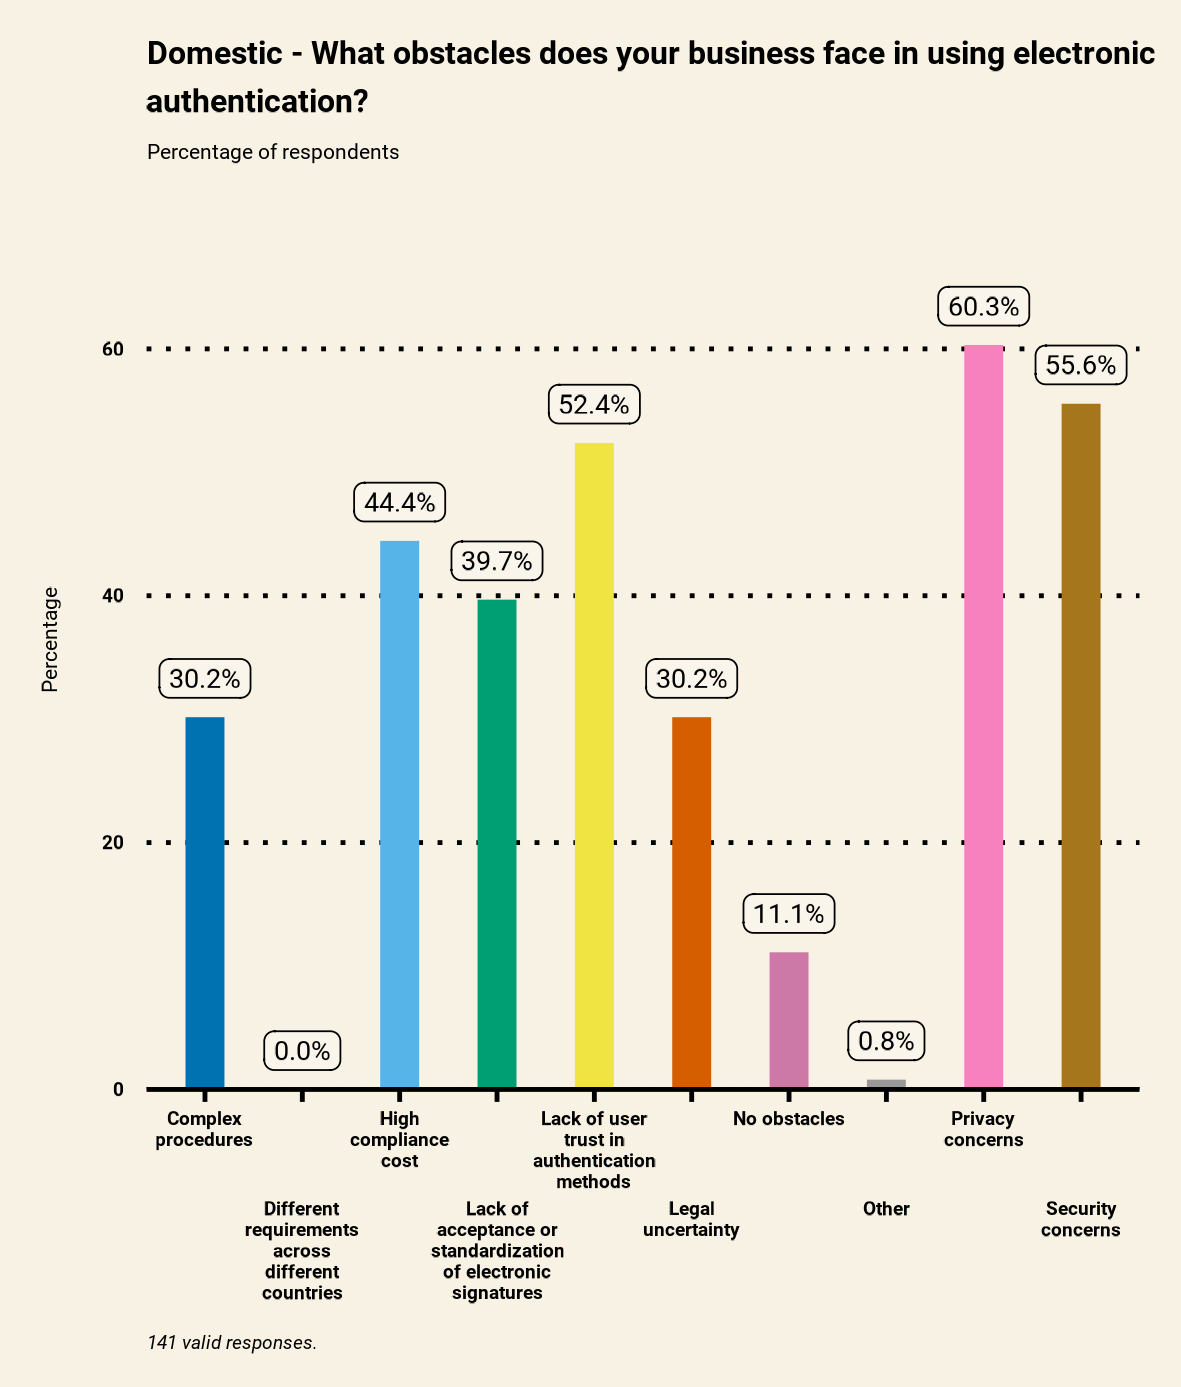 Domestic - What obstacles does your business face in using electronic
authentication?
Percentage of respondents
60.3%
60
55.6%
52.4%
44.4%
39.7%
40
Percentage
30.2%
30.2%
20
11.1%
0.8%
0.0%
0
Complex
procedures
High
compliance
cost
Lack of user
trust in
authentication
methods
No obstacles
Privacy
concerns
Different
requirements
across
different
countries
Lack of
acceptance or
standardization
of electronic
signatures
Legal
uncertainty
Other
Security
concerns
141 valid responses.